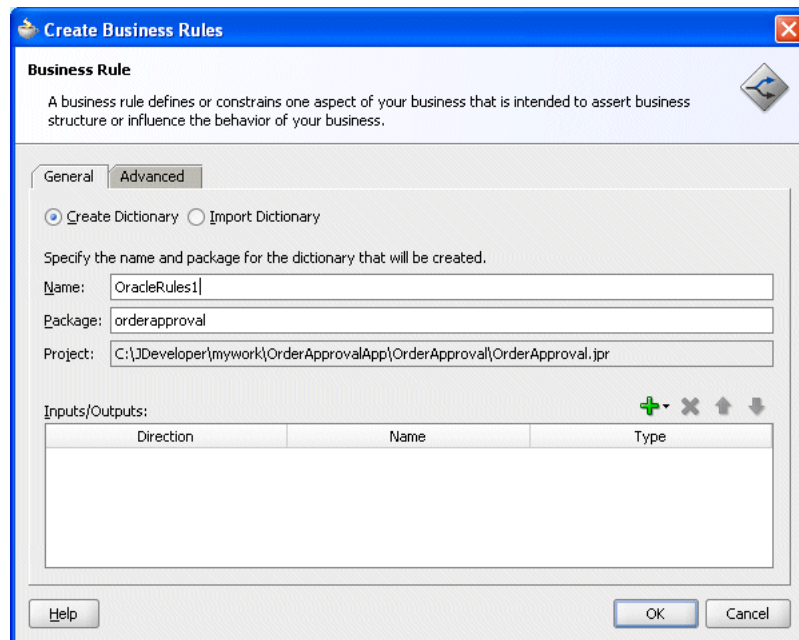 Create Business Rules
Business Rule
A business rule defines or constrains one aspect of your business that is intended to assert business
structure or influence the behavior of your business.
General Advanced
Create Dictionary Import Dictionary
Specify the name and package for the dictionary that will be created.
Name: OracleRules1
Package: orderapproval
Project: C:\JDeveloper\mywork\OrderApprovalApp\OrderApproval\OrderApproval.jpr
Inputs/Outputs:
Direction Name Type
Help OK Cancel